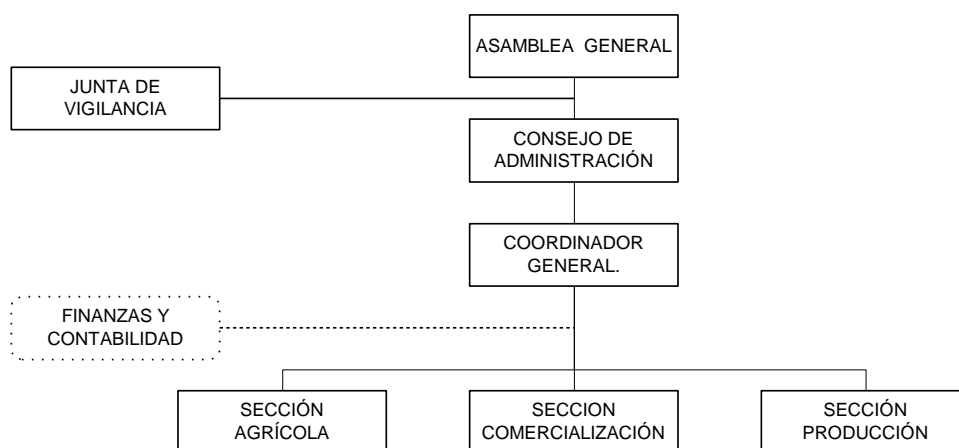 ASAMBLEA GENERAL
JUNTA DE
VIGILANCIA
CONSEJO DE
ADMINISTRACIÓN
COORDINADOR
GENERAL.
FINANZAS Y
CONTABILIDAD
SECCIÓN
AGRÍCOLA
SECCION
COMERCIALIZACIÓN
SECCIÓN
PRODUCCIÓN